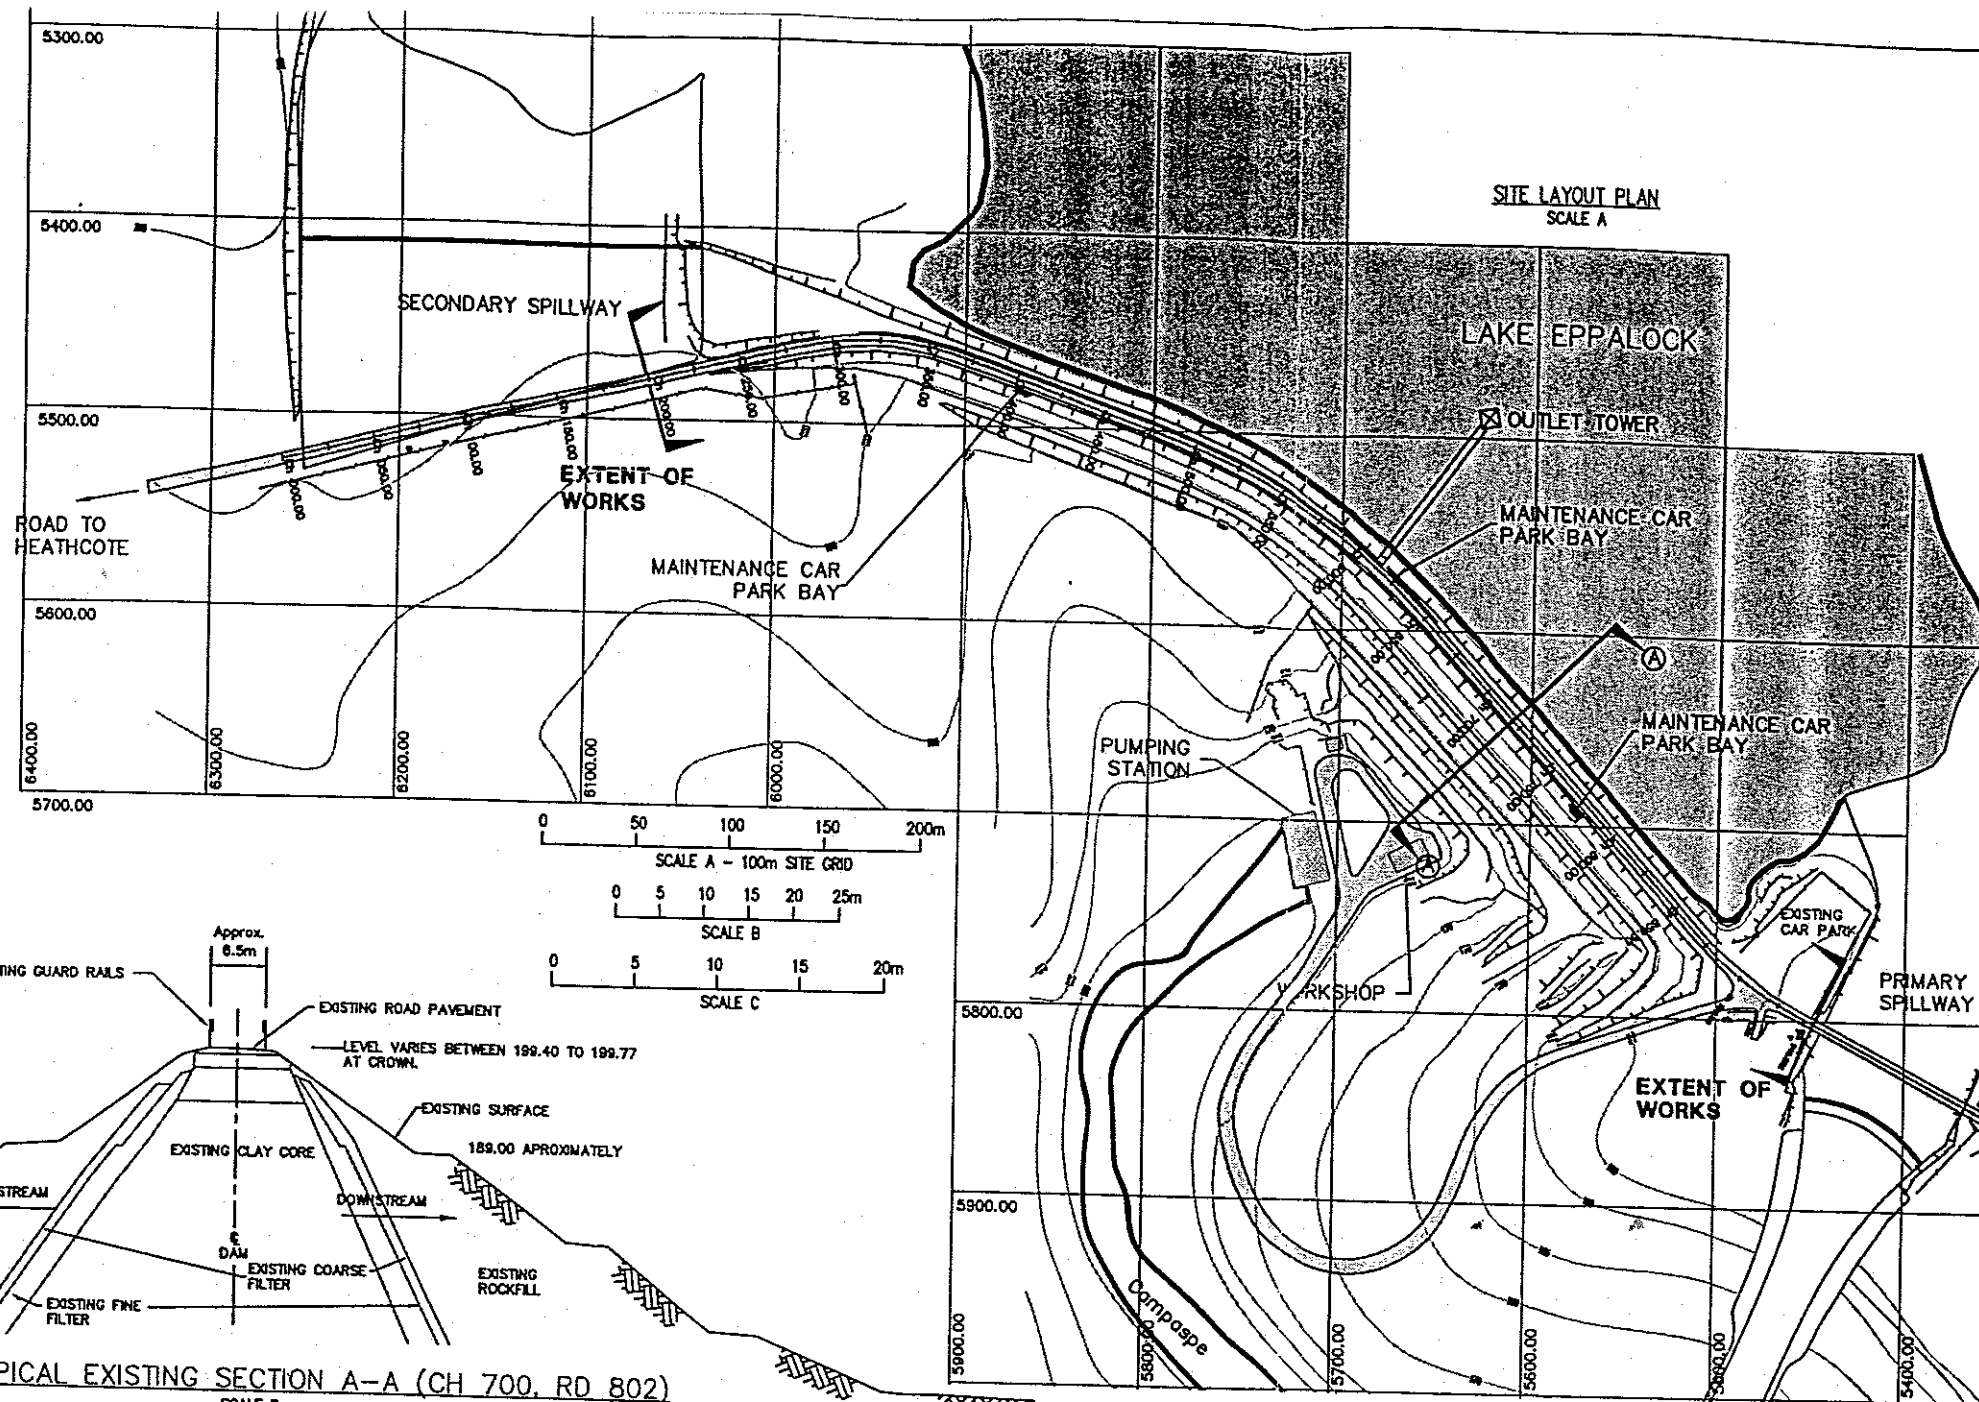 5300.00
5400.00
5500.00
5600.00
5700.00
6400.00
6300.00
6200.00
6100.00
6000.00
SITE LAYOUT PLAN
SCALE A
SECONDARY SPILLWAY
LAKE EPPALOCK
OUTLET TOWER
EXTENT OF
WORKS
ROAD TO
HEATHCOTE
MAINTENANCE CAR
PARK BAY
MAINTENANCE CAR
PARK BAY
A
MAINTENANCE CAR
PARK BAY
PUMPING
STATION
A
EXISTING
CAR PARK
PRIMARY
SPILLWAY
WORKSHOP
EXTENT OF
WORKS
5800.00
5900.00
Campaspe
5900.00
5800.00
5700.00
5600.00
5400.00
0 50 100 150 200m
SCALE A - 100m SITE GRID
0 5 10 15 20 25m
SCALE B
0 5 10 15 20m
SCALE C
Approx.
6.5m
TING GUARD RAILS
EXISTING ROAD PAVEMENT
LEVEL VARIES BETWEEN 199.40 TO 199.77
AT CROWN.
EXISTING SURFACE
189.00 APROXIMATELY
EXISTING CLAY CORE
STREAM
DOWNSTREAM
DAM
EXISTING COARSE
FILTER
EXISTING FINE
FILTER
EXISTING
ROCKFILL
PICAL EXISTING SECTION A-A (CH 700, RD 802)